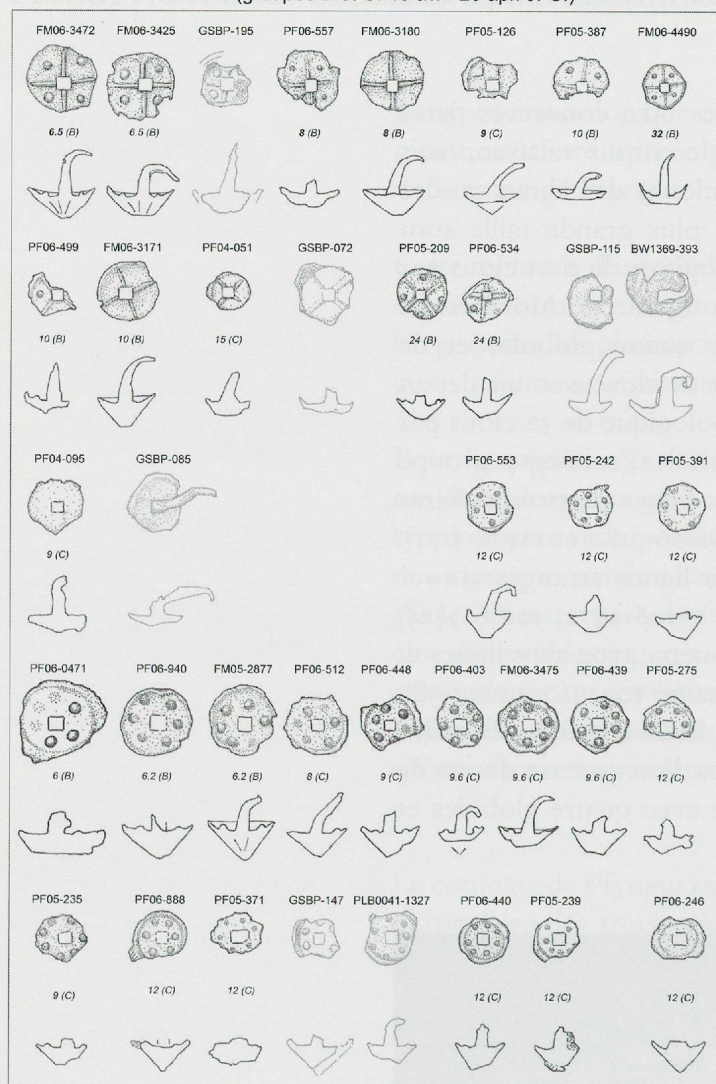 FM06-3472 FM06-3425 GSBP-195 PF06-557 FM06-3180 PF05-126 PF05-387 FM06-4490
6.5 (B) 6.5 (B) 8 (B) 8 (B) 9 (C) 10 (B) 32 (B)
PF06-499 FM06-3171 PF04-051 GSBP-072 PF05-209 PF06-534 GSBP-115 BW1369-393
10 (B) 10 (B) 15 (C) 24 (B) 24 (B)
PF04-095 GSBP-085 PF06-553 PF05-242 PF05-391
9 (C) 12 (C) 12 (C) 12 (C)
PF06-0471 PF06-940 FM05-2877 PF06-512 PF06-448 PF06-403 FM06-3475 PF06-439 PF05-275
6 (B) 6.2 (B) 6.2 (B) 8 (C) 9 (C) 9.6 (C) 9.6 (C) 9.6 (C) 12 (C)
PF05-235 PF06-888 PF05-371 GSBP-147 PLB0041-1327 PF06-440 PF05-239 PF06-246
9 (C) 12 (C) 12 (C) 12 (C) 12 (C) 12 (C)